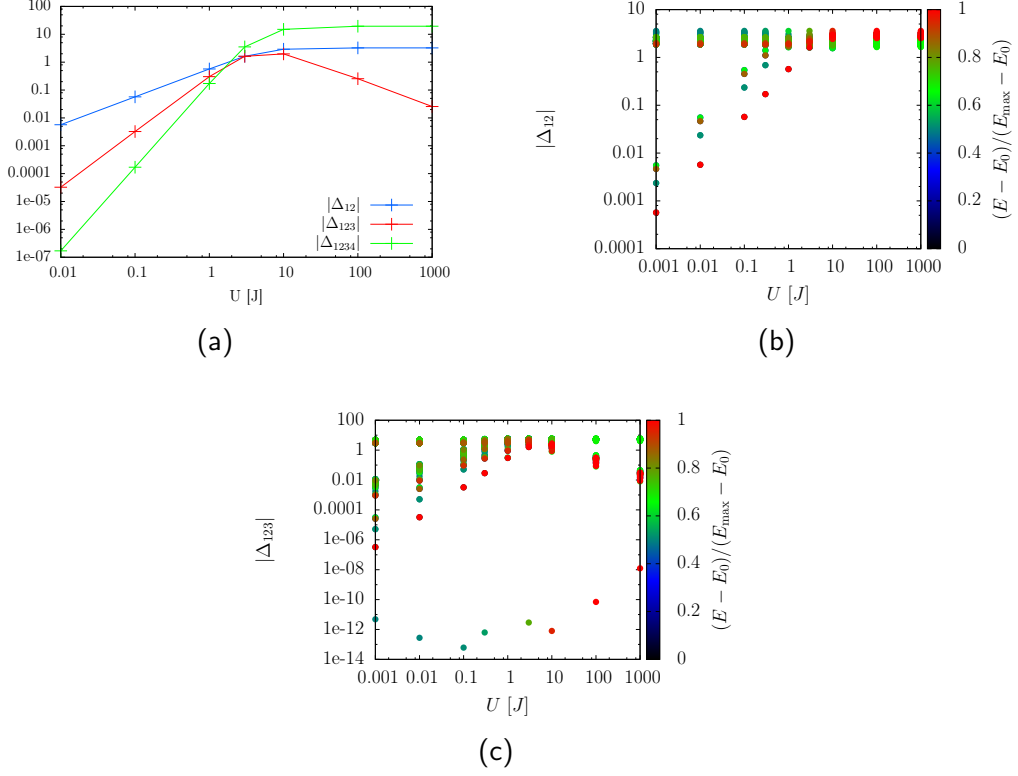 100
10
1
0.1
0.01
0.001
0.0001
1e-05
1e-06
1e-07
0.01 0.1 1 10 100 1000
U [J]
|Δ12|
|Δ123|
|Δ1234|
(a)
|Δ12|
10
1
0.1
0.01
0.001
0.0001
0.001 0.01 0.1 1 10 100 1000
U [J]
1
0.8
0.6
0.4
0.2
0
(E − E0)/(Emax − E0)
(b)
|Δ123|
100
1
0.01
0.0001
1e-06
1e-08
1e-10
1e-12
1e-14
0.001 0.01 0.1 1 10 100 1000
U [J]
1
0.8
0.6
0.4
0.2
0
(E − E0)/(Emax − E0)
(c)